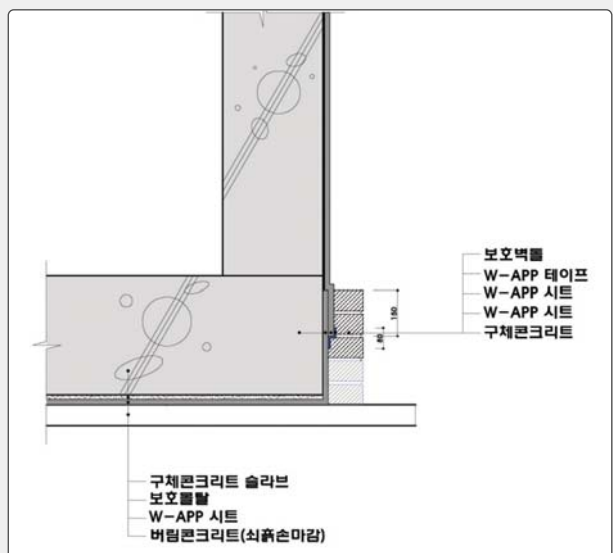 보호벽돌
W-APP 테이프
W-APP 시트
W-APP 시트
구체콘크리트
180
80
구체콘크리트 슬라브
보호몰탈
W-APP 시트
버림콘크리트(쇠흙손마감)